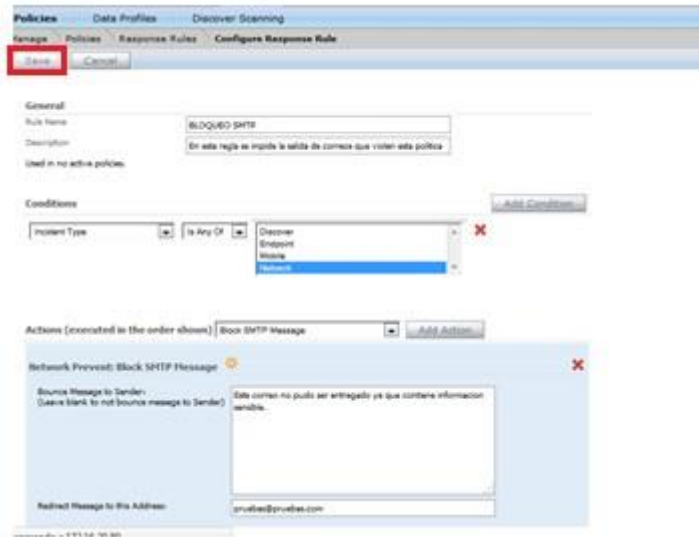 Policies Data Profiles Discover Scanning
Manage Policies Response Rules Configure Response Rule
Save Cancel
General
Rule Name BLOQUEO SMTP
Description En esta regla se impide la salida de correos que violen esta política
Used in no active policies.
Conditions Add Condition
Incident Type Is Any Of Discover
Endpoint
Mobile
Network
Actions (executed in the order shown) Block SMTP Message Add Action
Network Prevent: Block SMTP Message
Bounce Message to Sender: Este correo no pudo ser entregado ya que contiene informacion
(Leave blank to not bounce message to Sender) sensible.
Redirect Message to this Address: pruebas@pruebas.com